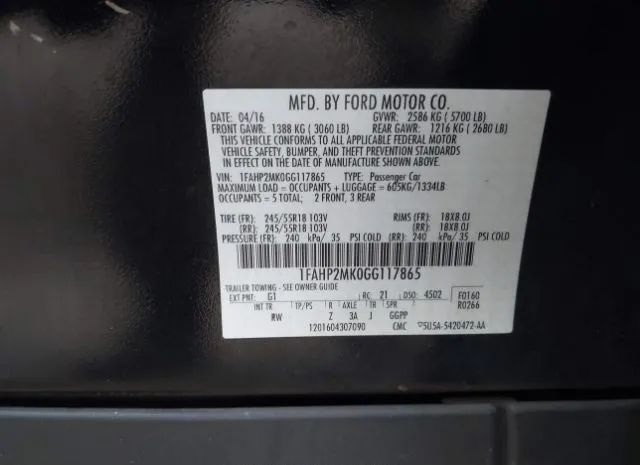 MFD. BY FORD MOTOR CO.
DATE: 04/16 GVWR: 2586 KG ( 5700 LB)
FRONT GAWR: 1388 KG ( 3060 LB) REAR GAWR: 1216 KG ( 2680 LB)
THIS VEHICLE CONFORMS TO ALL APPLICABLE FEDERAL MOTOR
VEHICLE SAFETY, BUMPER, AND THEFT PREVENTION STANDARDS IN
EFFECT ON THE DATE OF MANUFACTURE SHOWN ABOVE.
VIN: 1FAHP2MK0GG117865 TYPE: Passenger Car
MAXIMUM LOAD = OCCUPANTS + LUGGAGE = 605KG/1334LB
OCCUPANTS = 5 TOTAL; 2 FRONT, 3 REAR
TIRE (FR): 245/55R18 103V RIMS (FR): 18X8.0J
(RR): 245/55R18 103V (RR): 18X8.0J
PRESSURE (FR): 240 kPa/ 35 PSI COLD (RR): 240 kPa/ 35 PSI COLD
1FAHP2MK0GG117865
TRAILER TOWING - SEE OWNER GUIDE
EXT PNT: G1 RC: 21 DSO: 4502 F0160
INT TR TP/PS R AXLE TR SPR R0266
RW Z 3A J GGPP
1201604307090 CMC ▽5U5A-5420472-AA